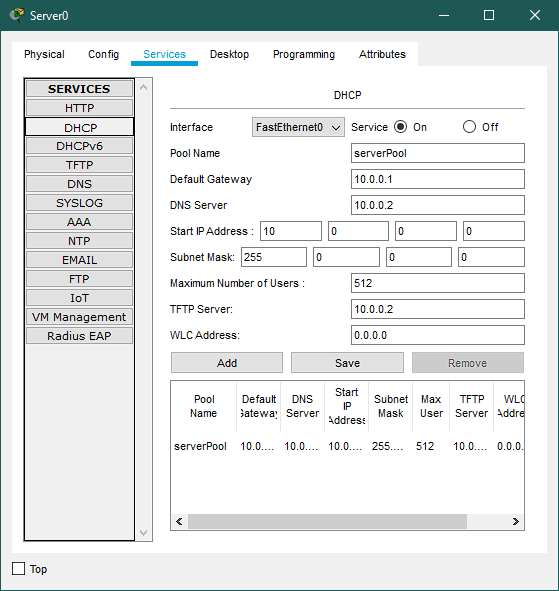 Server0
Physical Config Services Desktop Programming Attributes
SERVICES
HTTP
DHCP
DHCPv6
TFTP
DNS
SYSLOG
AAA
NTP
EMAIL
FTP
IoT
VM Management
Radius EAP
DHCP
Interface FastEthernet0 Service On Off
Pool Name serverPool
Default Gateway 10.0.0.1
DNS Server 10.0.0.2
Start IP Address : 10 0 0 0
Subnet Mask: 255 0 0 0
Maximum Number of Users : 512
TFTP Server: 10.0.0.2
WLC Address: 0.0.0.0
Add Save Remove
Pool Name Default Gateway DNS Server Start IP Address Subnet Mask Max User TFTP Server WLC Addre
serverPool 10.0.... 10.0.... 10.0.... 255.... 512 10.0.... 0.0.0.
Top